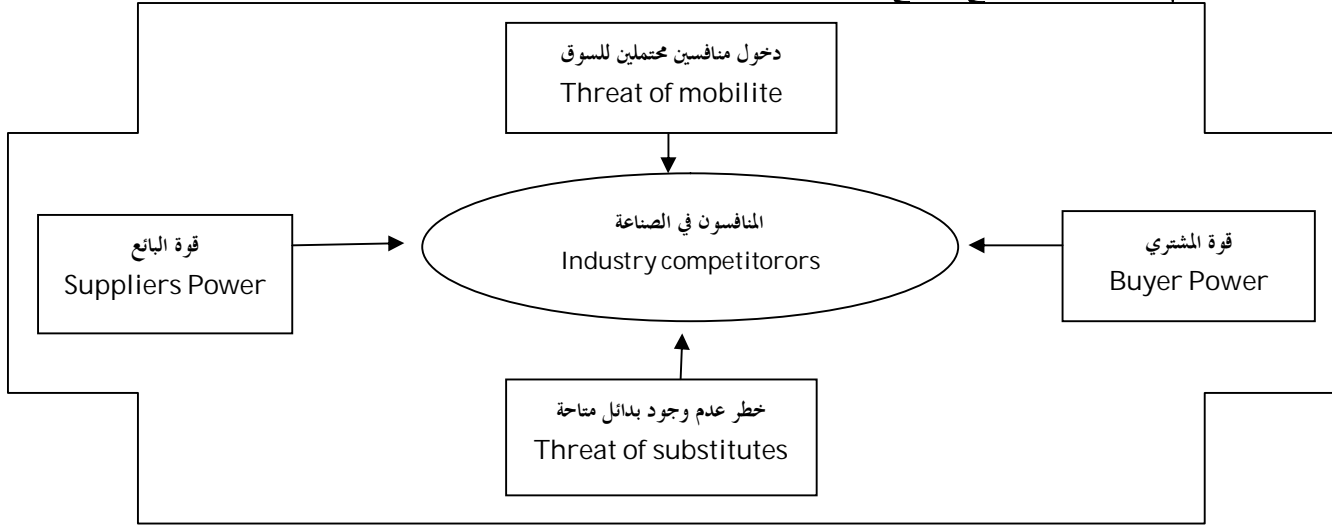 دخول منافسين محتملين للسوق
Threat of mobilite
المنافسون في الصناعة
Industry competitorors
قوة البائع
Suppliers Power
قوة المشتري
Buyer Power
خطر عدم وجود بدائل متاحة
Threat of substitutes